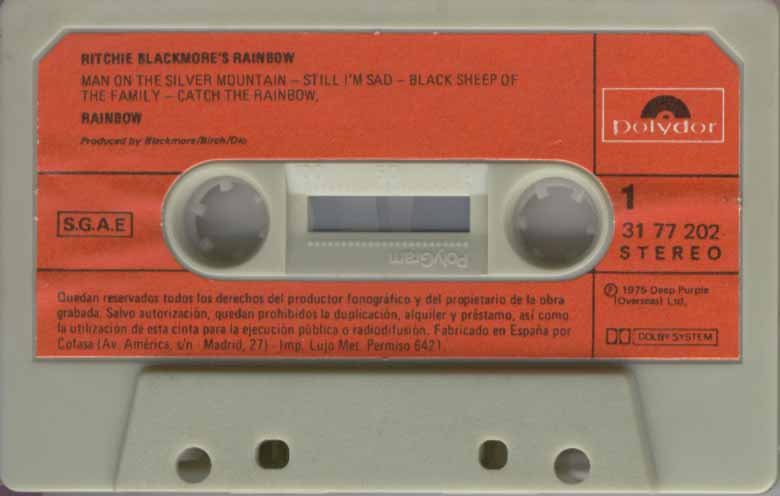 RITCHIE BLACKMORE'S RAINBOW
MAN ON THE SILVER MOUNTAIN – STILL I'M SAD – BLACK SHEEP OF
THE FAMILY – CATCH THE RAINBOW,
RAINBOW
Produced by Blackmore/Birch/Dio
polydor
S.G.A.E
1
31 77 202
STEREO
PolyGram
Quedan reservados todos los derechos del productor fonográfico y del propietario de la obra
grabada. Salvo autorización, quedan prohibidos la duplicación, alquiler y préstamo, así como
la utilización de esta cinta para la ejecución pública o radiodifusión. Fabricado en España por
Cofasa (Av. América, s/n - Madrid, 27) - Imp. Lujo Met. Permiso 6421.
Ⓟ 1975 Deep Purple
(Overseas) Ltd.
DOLBY SYSTEM